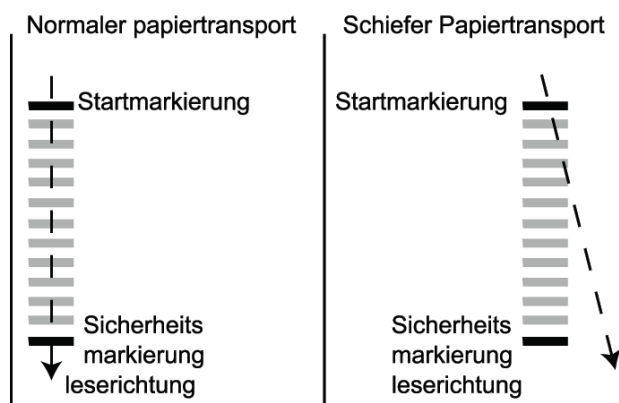 Normaler papiertransport
Startmarkierung
Sicherheits
markierung
leserichtung
Schiefer Papiertransport
Startmarkierung
Sicherheits
markierung
leserichtung